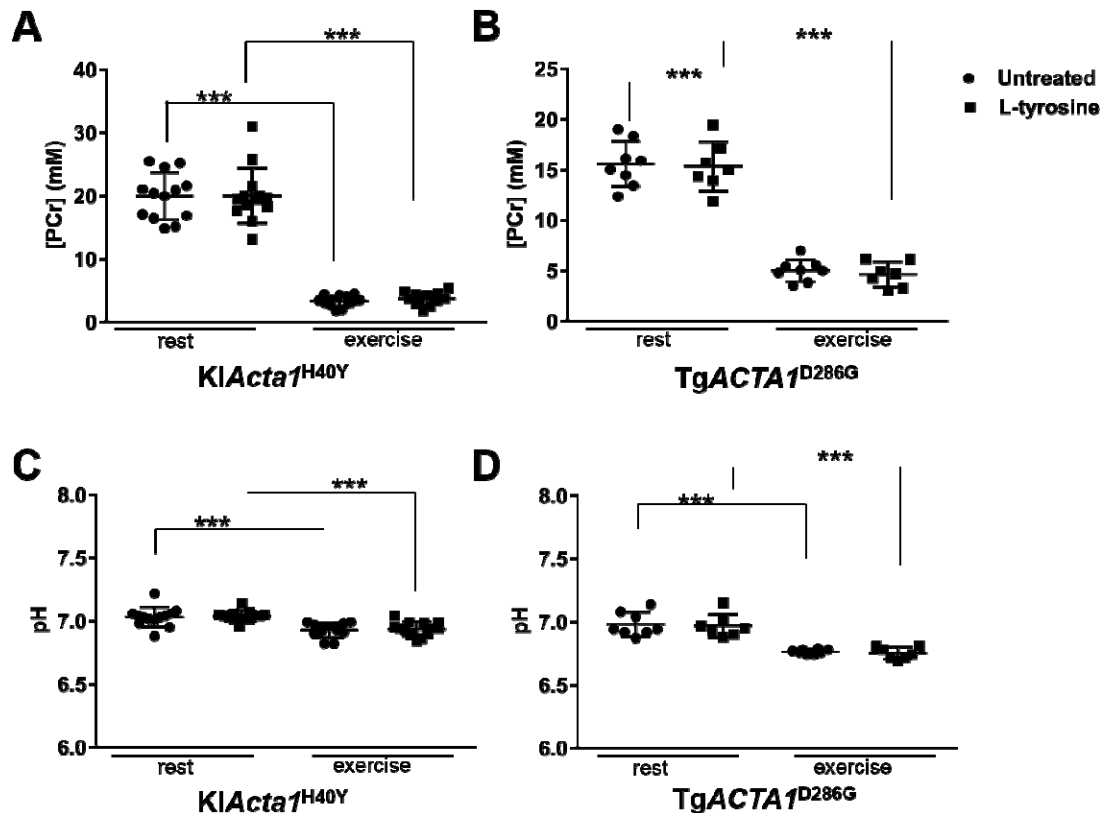 A
***
***
40
30
20
10
0
[PCr] (mM)
rest
exercise
KIActa1H40Y
B
***
***
25
20
15
10
5
0
[PCr] (mM)
rest
exercise
TgACTA1D286G
Untreated
L-tyrosine
C
***
***
8.0
7.5
7.0
6.5
6.0
pH
rest
exercise
KIActa1H40Y
D
***
***
8.0
7.5
7.0
6.5
6.0
pH
rest
exercise
TgACTA1D286G